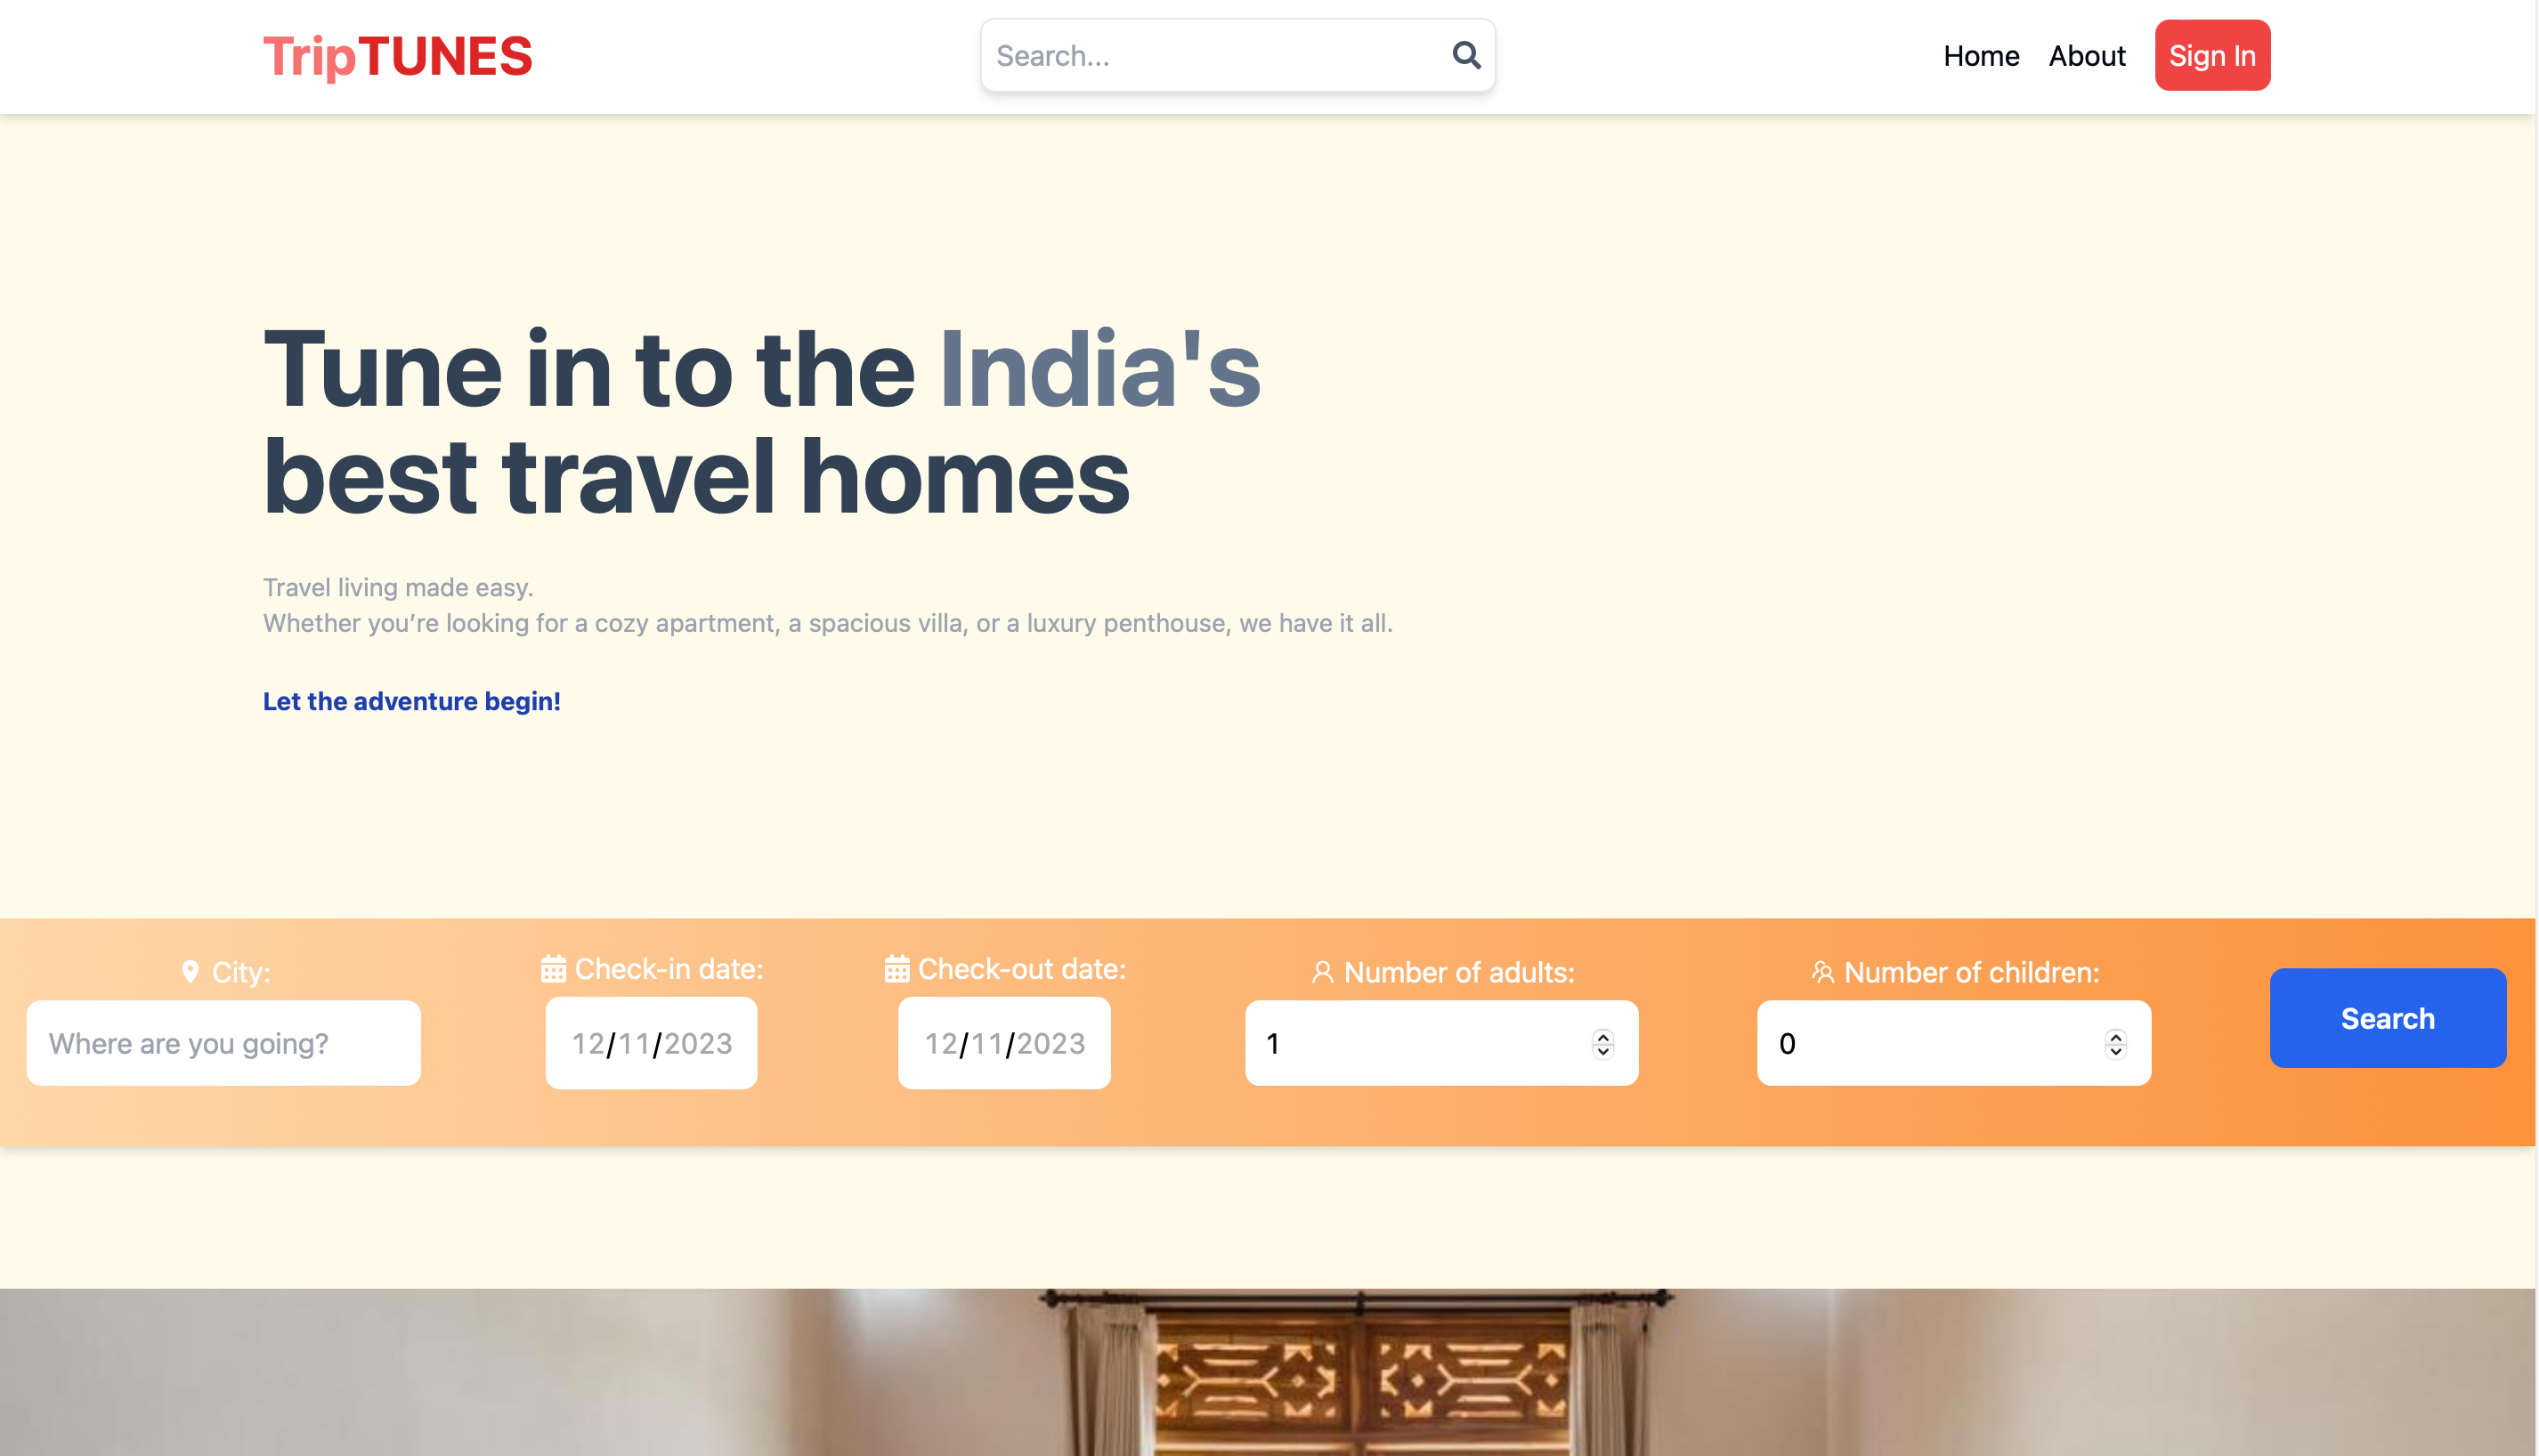 TripTUNES
Search...
Home About Sign In
Tune in to the India's
best travel homes
Travel living made easy.
Whether you’re looking for a cozy apartment, a spacious villa, or a luxury penthouse, we have it all.
Let the adventure begin!
City:
Where are you going?
Check-in date:
12/11/2023
Check-out date:
12/11/2023
Number of adults:
1
Number of children:
0
Search